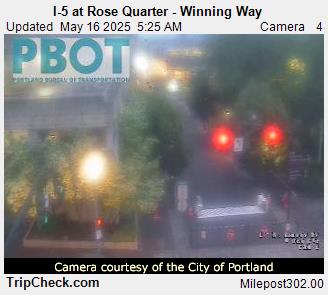 I-5 at Rose Quarter - Winning Way
Updated May 16 2025 5:25 AM Camera 4
PBOT
PORTLAND BUREAU OF TRANSPORTATION
Camera courtesy of the City of Portland
TripCheck.com Milepost302.00